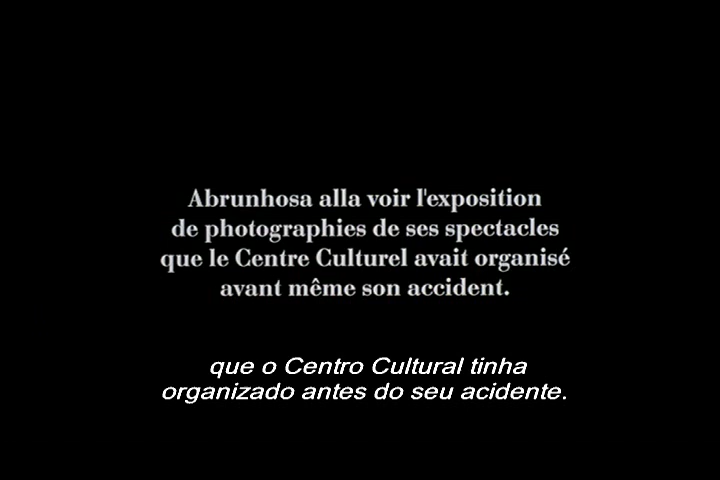 Abrunhosa alla voir l'exposition
de photographies de ses spectacles
que le Centre Culturel avait organisé
avant même son accident.
que o Centro Cultural tinha
organizado antes do seu acidente.